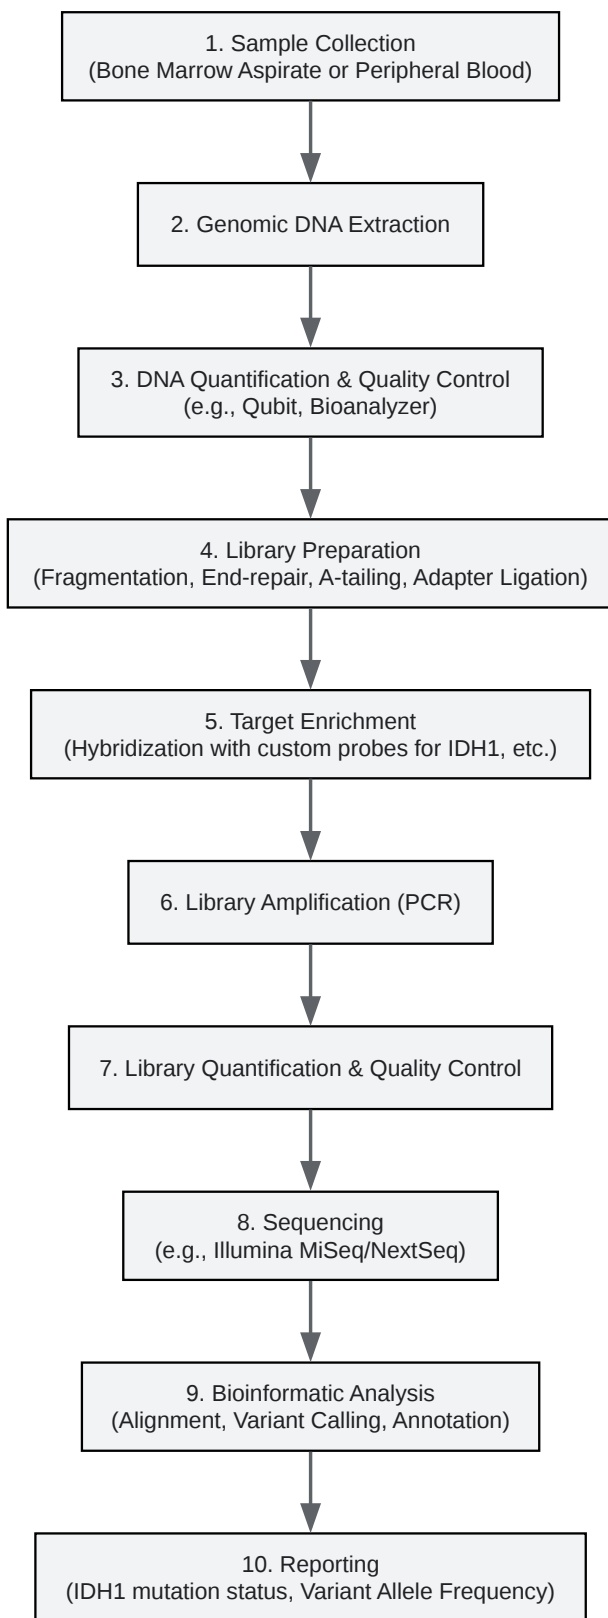 1. Sample Collection
(Bone Marrow Aspirate or Peripheral Blood)
2. Genomic DNA Extraction
3. DNA Quantification & Quality Control
(e.g., Qubit, Bioanalyzer)
4. Library Preparation
(Fragmentation, End-repair, A-tailing, Adapter Ligation)
5. Target Enrichment
(Hybridization with custom probes for IDH1, etc.)
6. Library Amplification (PCR)
7. Library Quantification & Quality Control
8. Sequencing
(e.g., Illumina MiSeq/NextSeq)
9. Bioinformatic Analysis
(Alignment, Variant Calling, Annotation)
10. Reporting
(IDH1 mutation status, Variant Allele Frequency)